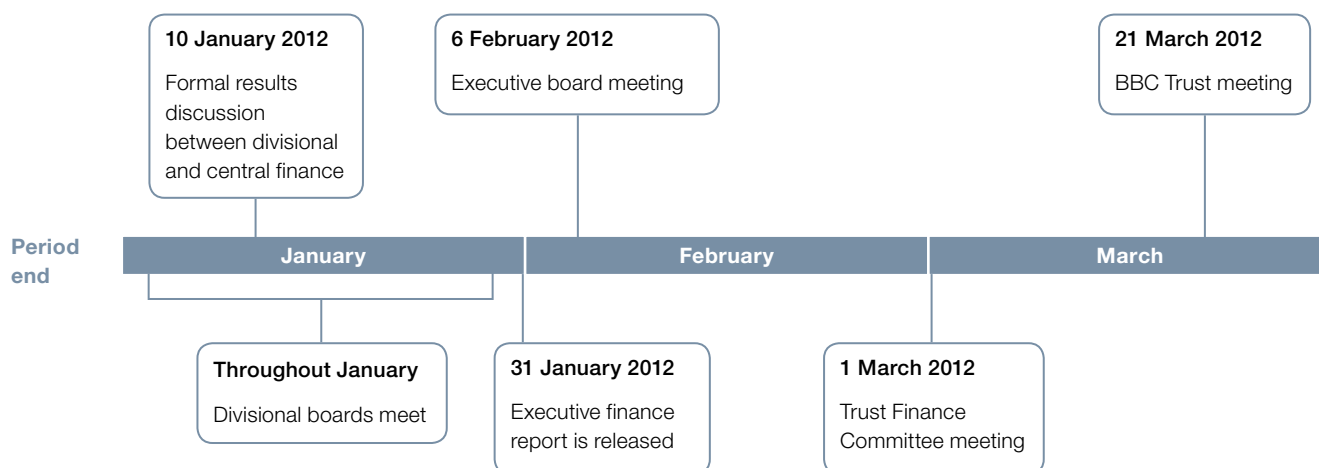 10 January 2012
Formal results
discussion
between divisional
and central finance
6 February 2012
Executive board meeting
21 March 2012
BBC Trust meeting
Period
end
January
February
March
Throughout January
Divisional boards meet
31 January 2012
Executive finance
report is released
1 March 2012
Trust Finance
Committee meeting